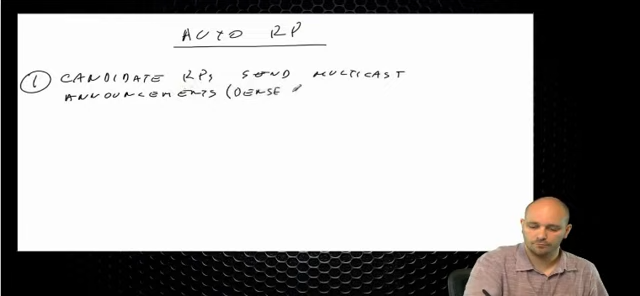 AUTO RP
1 CANDIDATE RPs SEND MULTICAST
ANNOUNCEMENTS (DENSE